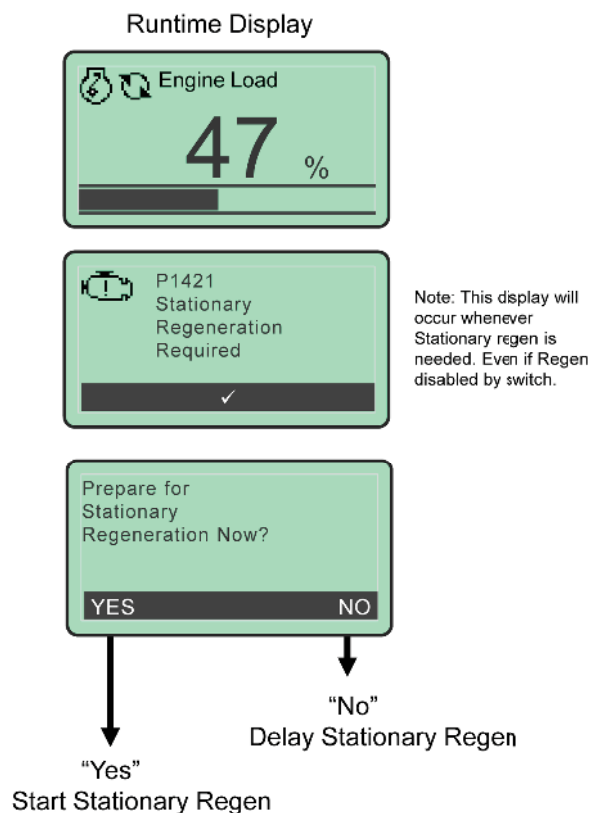 Runtime Display
Engine Load
47 %
P1421
Stationary
Regeneration
Required
✓
Note: This display will
occur whenever
Stationary regen is
needed. Even if Regen
disabled by switch.
Prepare for
Stationary
Regeneration Now?
YES NO
“No”
Delay Stationary Regen
“Yes”
Start Stationary Regen